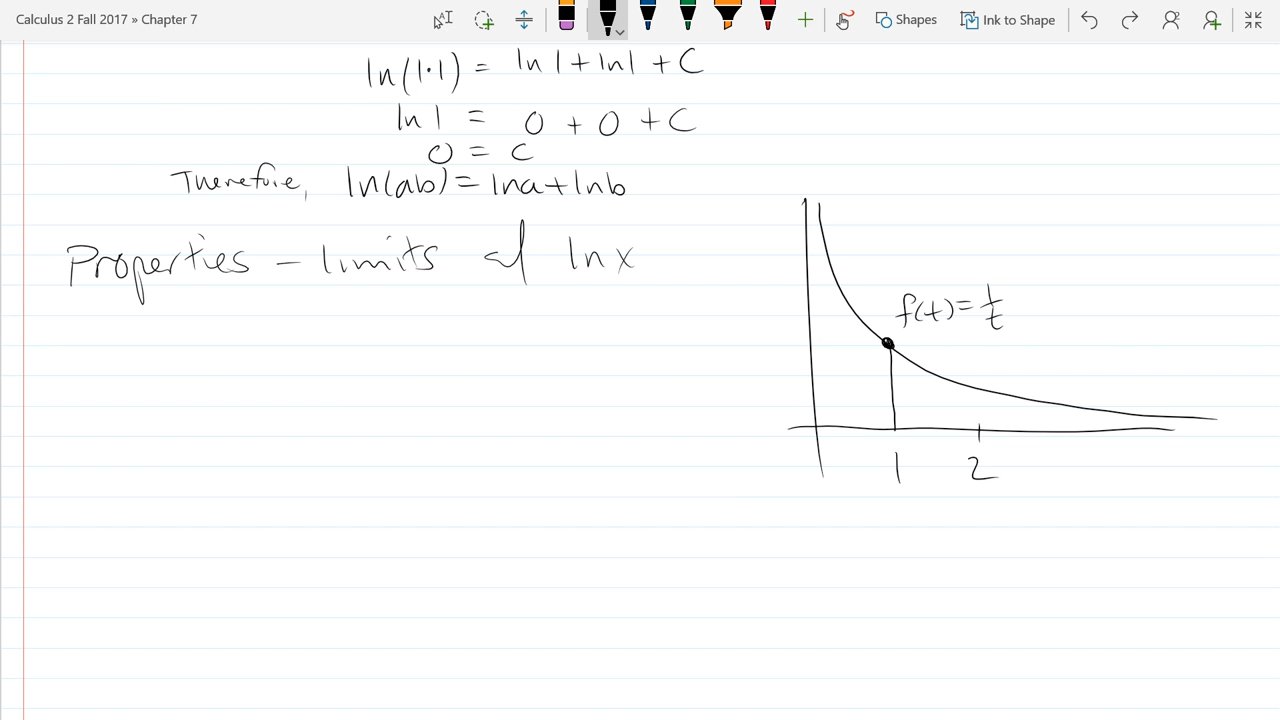 Calculus 2 Fall 2017 » Chapter 7
Shapes
Ink to Shape
ln(1·1) = ln1 + ln1 + C
ln1 = 0 + 0 + C
0 = C
Therefore, ln(ab) = lna + lnb
Properties – limits of lnx
f(t) = 1/t
1 2